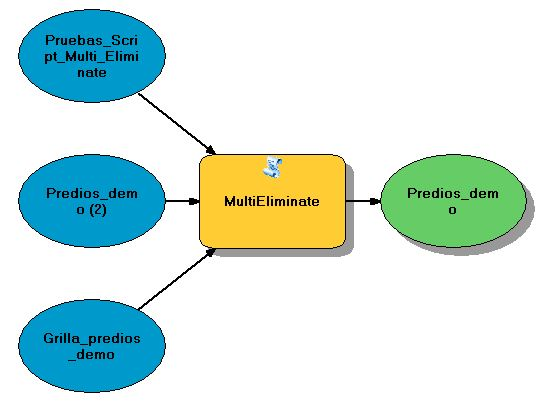 Pruebas_Scri
pt_Multi_Elimi
nate
Predios_dem
o (2)
MultiEliminate
Predios_dem
o
Grilla_predios
_demo